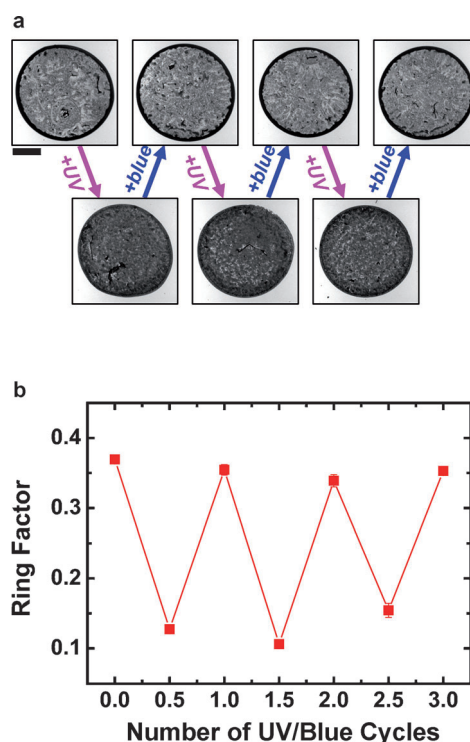 a
+UV
+blue
+UV
+blue
+UV
+blue
b
0.4
0.3
0.2
0.1
Ring Factor
0.0 0.5 1.0 1.5 2.0 2.5 3.0
Number of UV/Blue Cycles